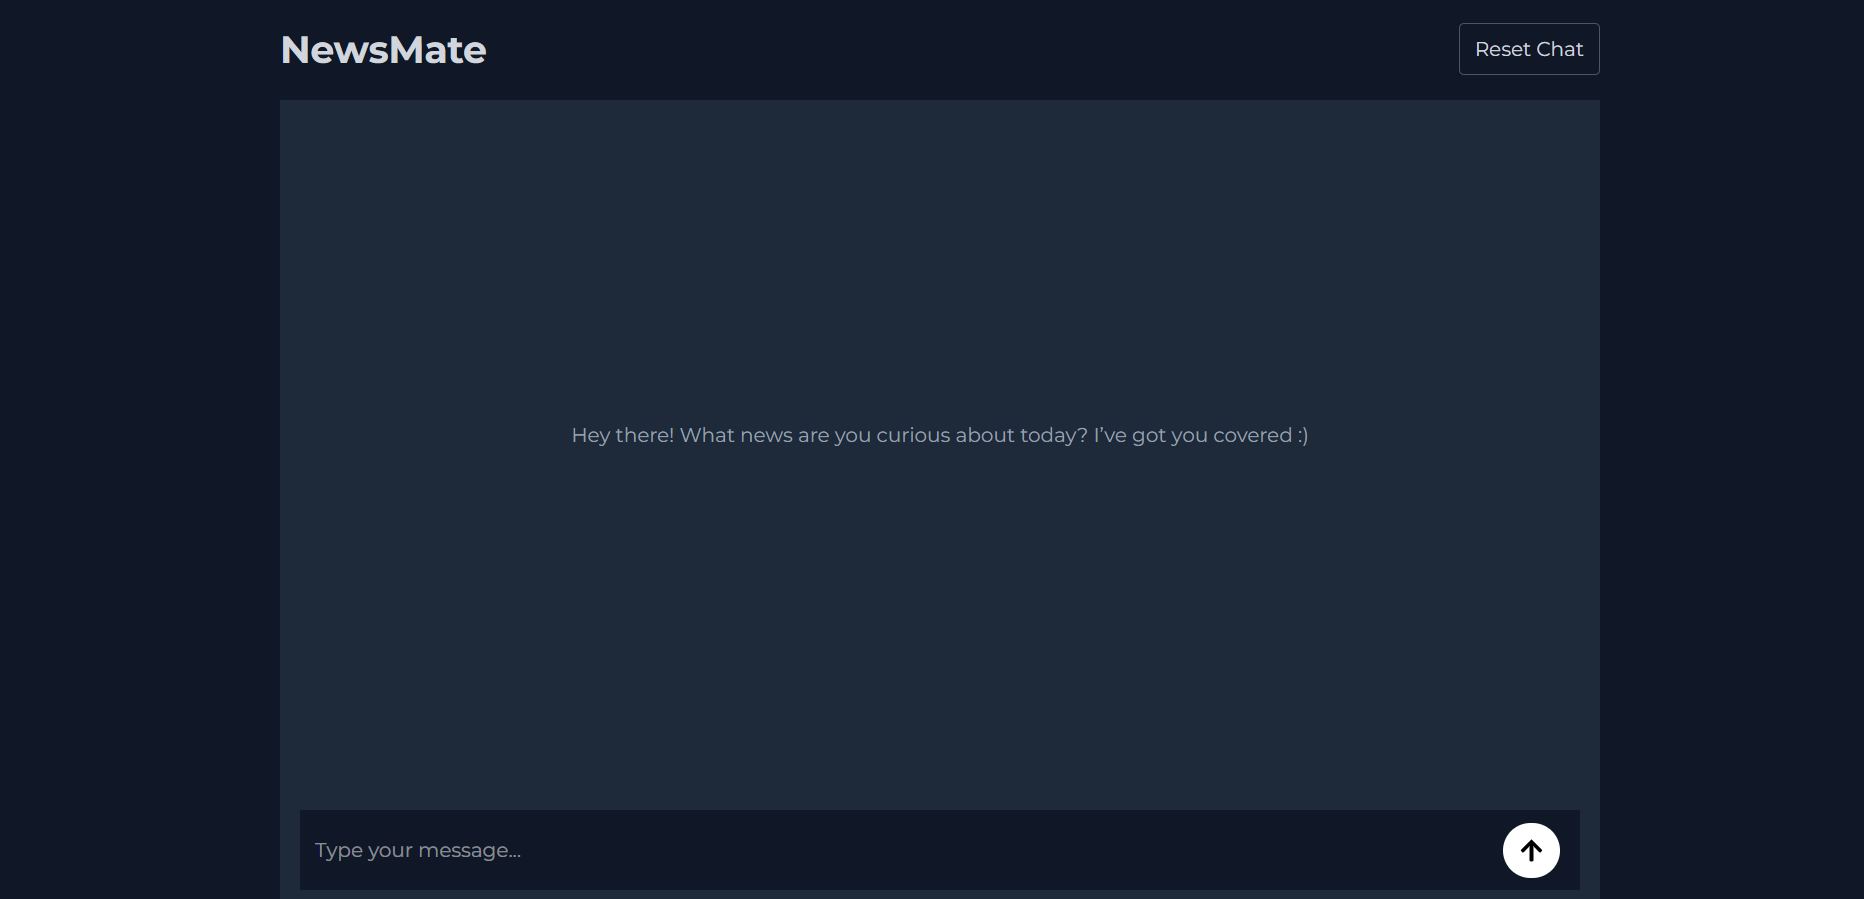 NewsMate
Reset Chat
Hey there! What news are you curious about today? I’ve got you covered :)
Type your message...